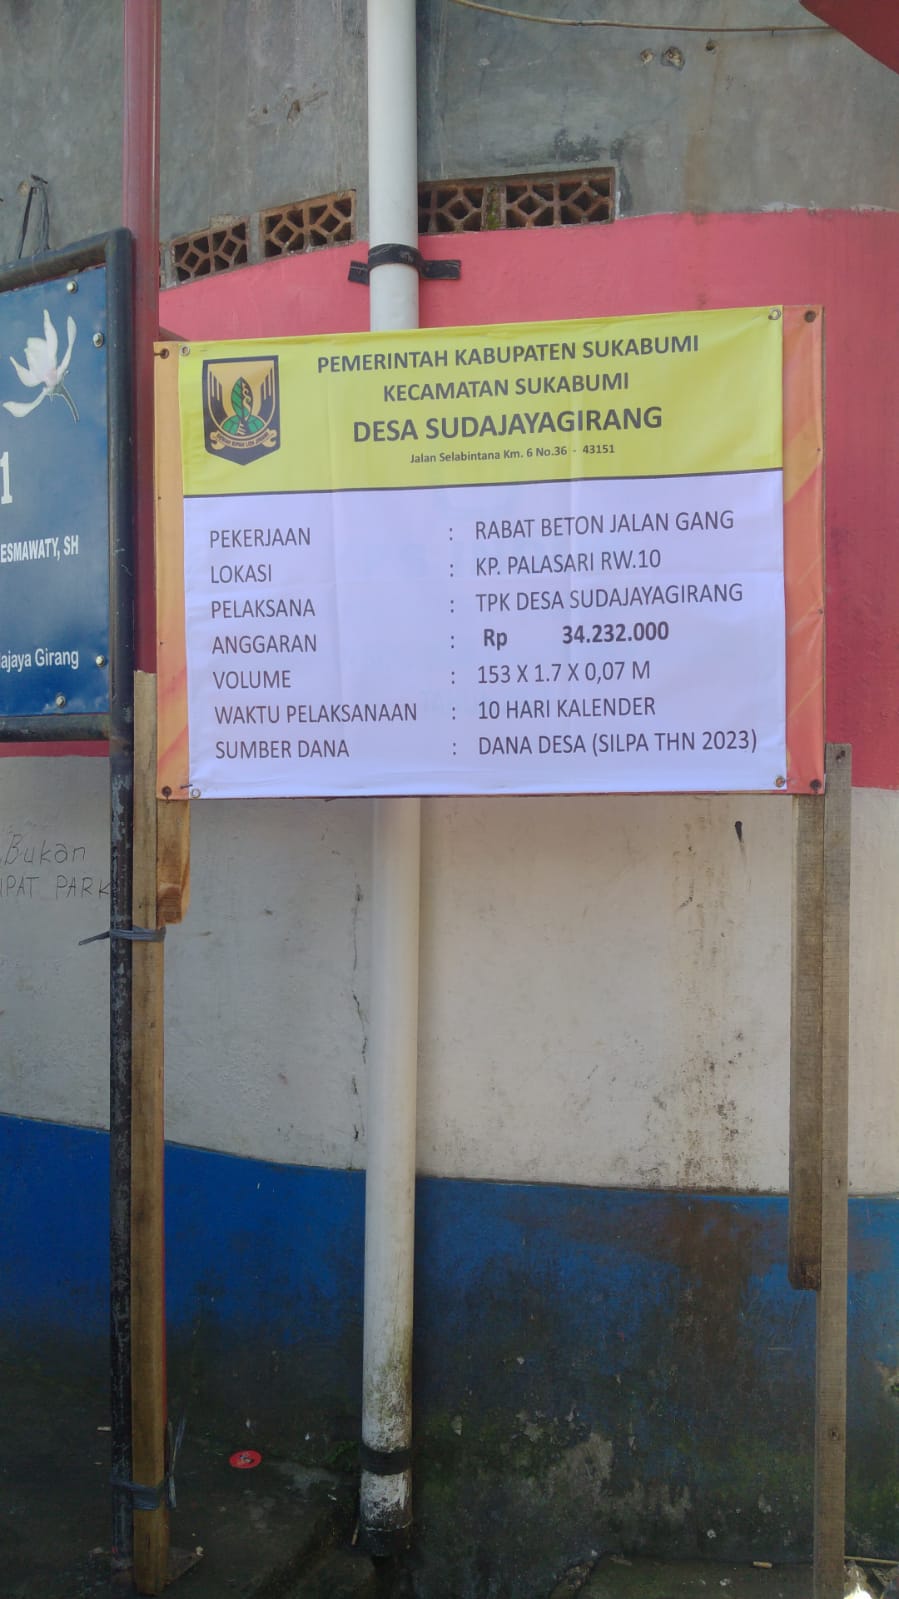 PEMERINTAH KABUPATEN SUKABUMI
KECAMATAN SUKABUMI
DESA SUDAJAYAGIRANG
Jalan Selabintana Km. 6 No.36 - 43151
PEKERJAAN : RABAT BETON JALAN GANG
LOKASI : KP. PALASARI RW.10
PELAKSANA : TPK DESA SUDAJAYAGIRANG
ANGGARAN : Rp 34.232.000
VOLUME : 153 X 1.7 X 0,07 M
WAKTU PELAKSANAAN : 10 HARI KALENDER
SUMBER DANA : DANA DESA (SILPA THN 2023)
1
ESMAWATY, SH
ajaya Girang
Bukan
PAT PARK